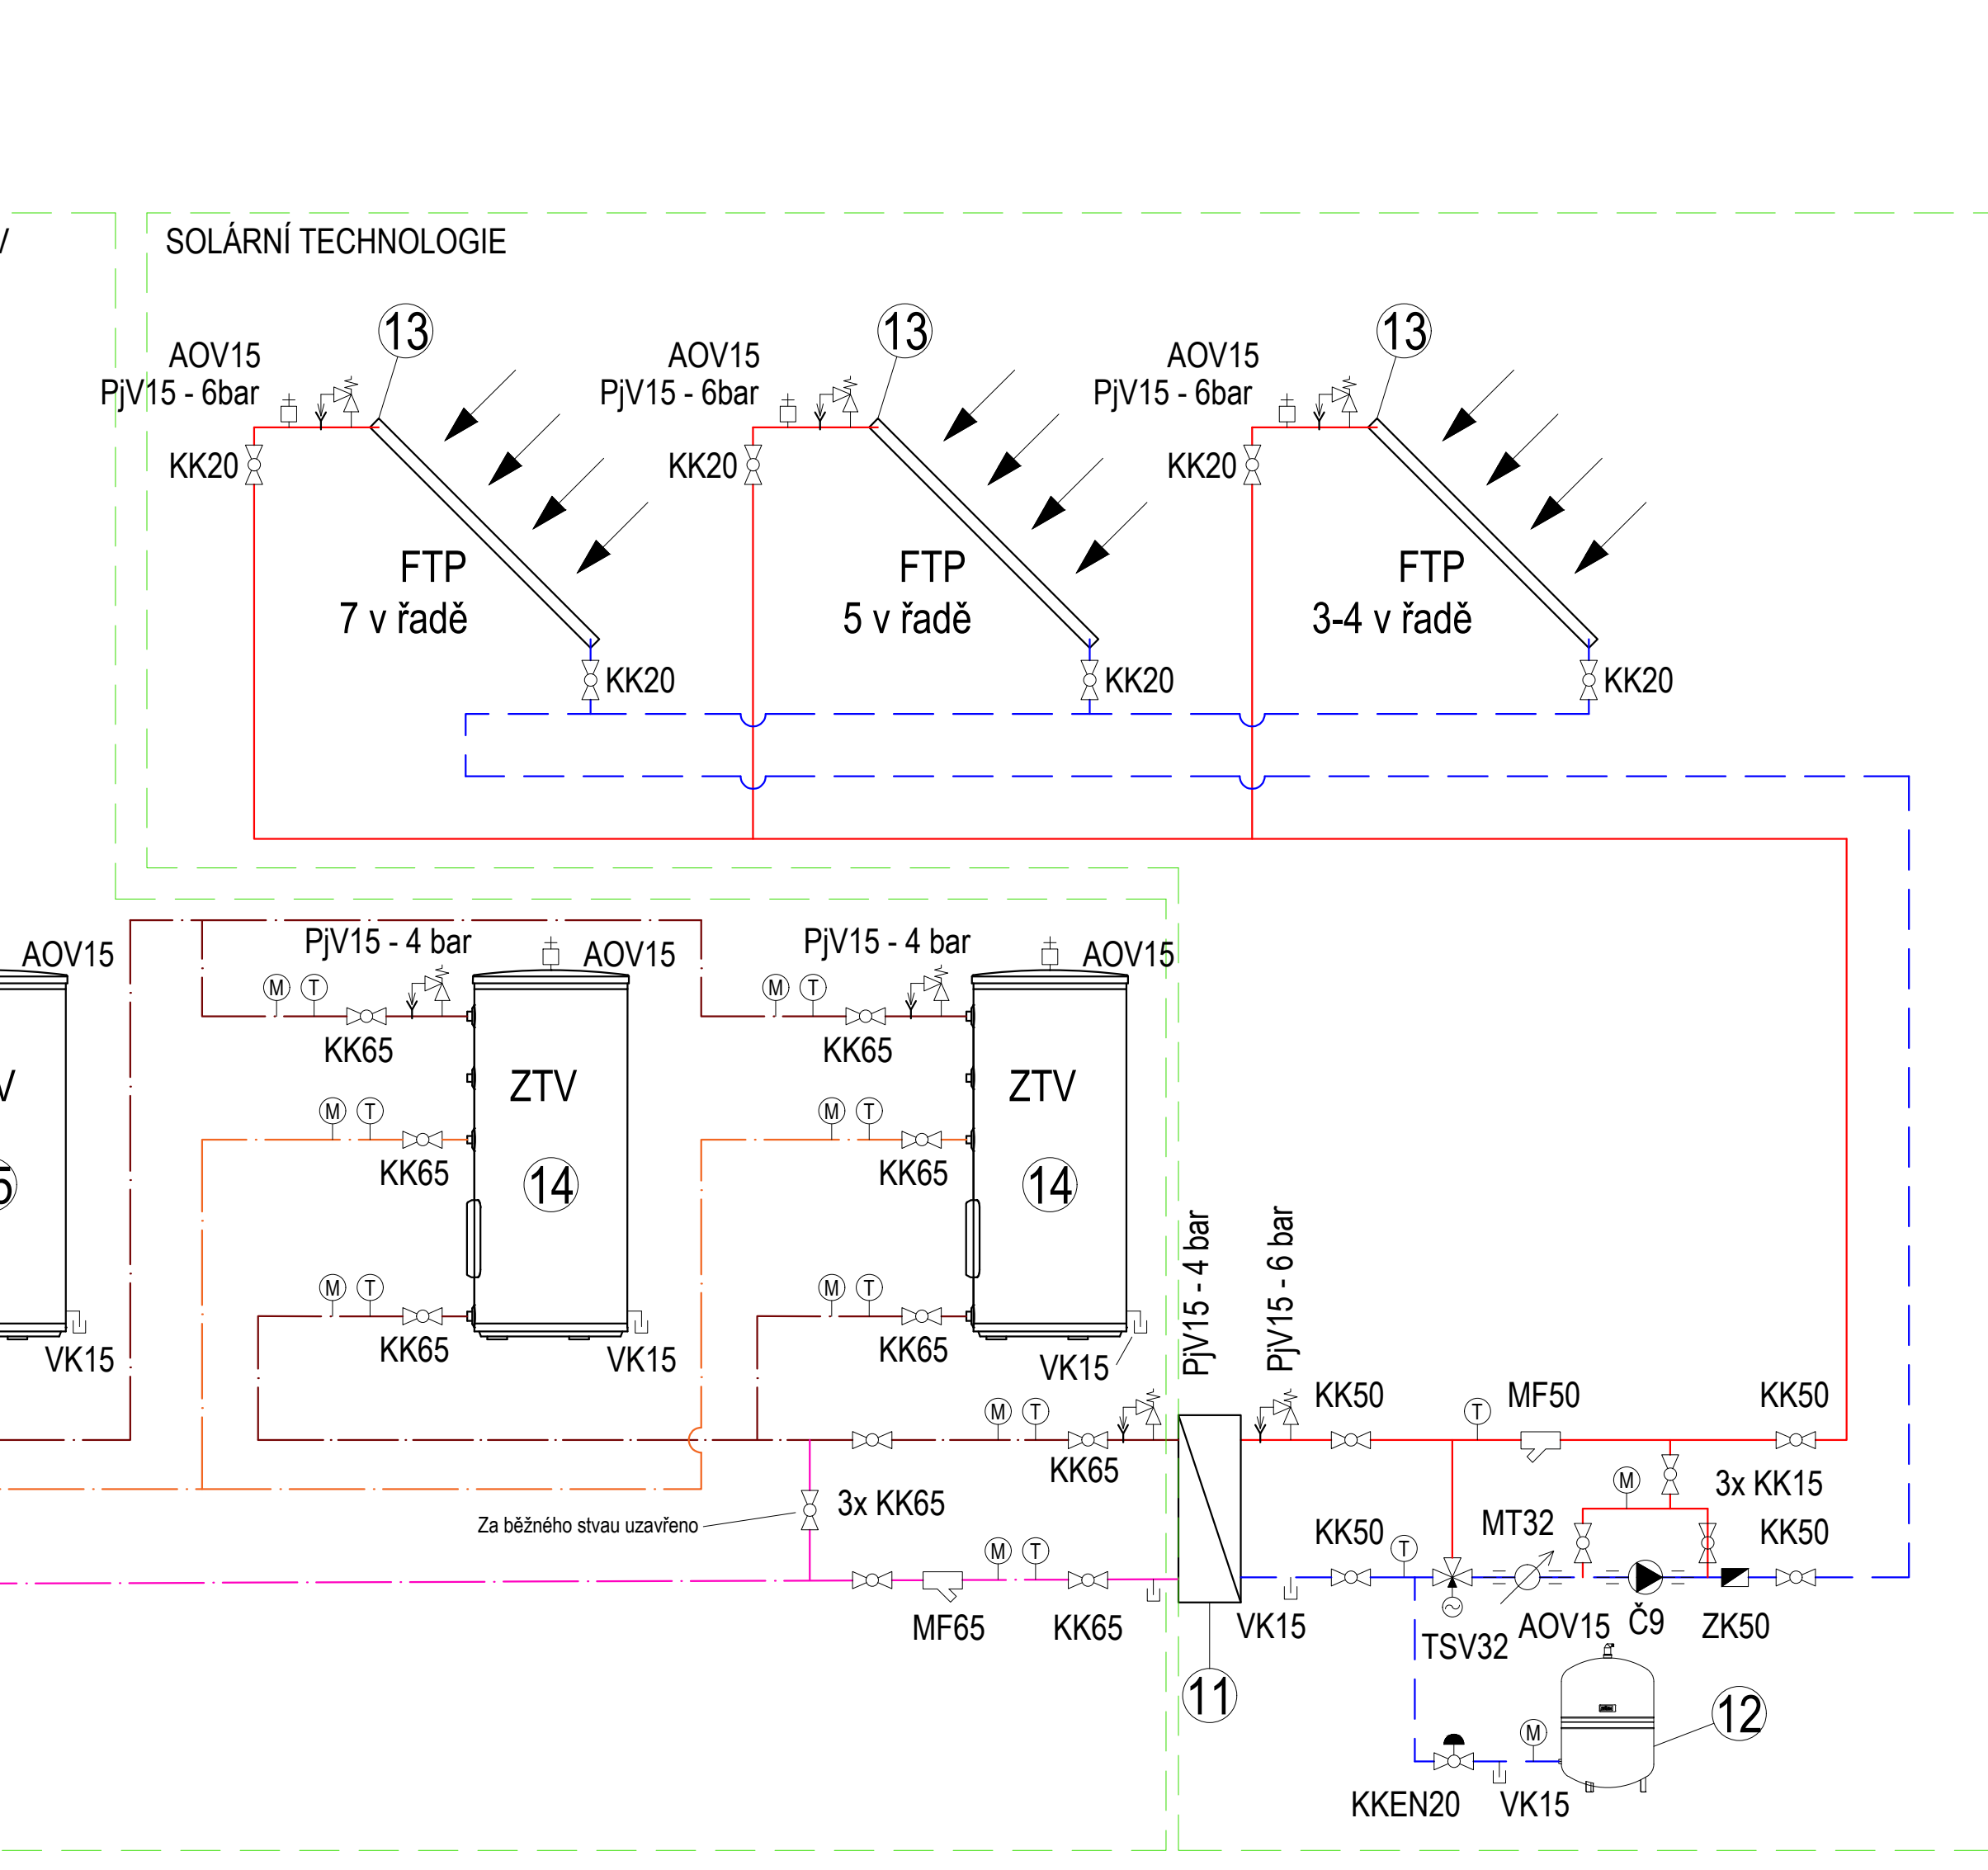 V
SOLÁRNÍ TECHNOLOGIE
13
13
13
AOV15
PjV15 - 6bar
AOV15
PjV15 - 6bar
AOV15
PjV15 - 6bar
KK20
KK20
KK20
FTP
7 v řadě
FTP
5 v řadě
FTP
3-4 v řadě
KK20
KK20
KK20
AOV15
PjV15 - 4 bar
AOV15
PjV15 - 4 bar
AOV15
M
T
M
T
KK65
KK65
V
ZTV
ZTV
M
T
M
T
KK65
KK65
5
14
14
M
T
M
T
KK65
KK65
VK15
VK15
VK15
PjV15 - 4 bar
PjV15 - 6 bar
M
T
KK65
KK50
T
MF50
KK50
3x KK65
Za běžného stvau uzavřeno
M
3x KK15
M
T
MF65
KK65
KK50
T
MT32
KK50
VK15
TSV32
AOV15
Č9
ZK50
11
12
M
KKEN20
VK15